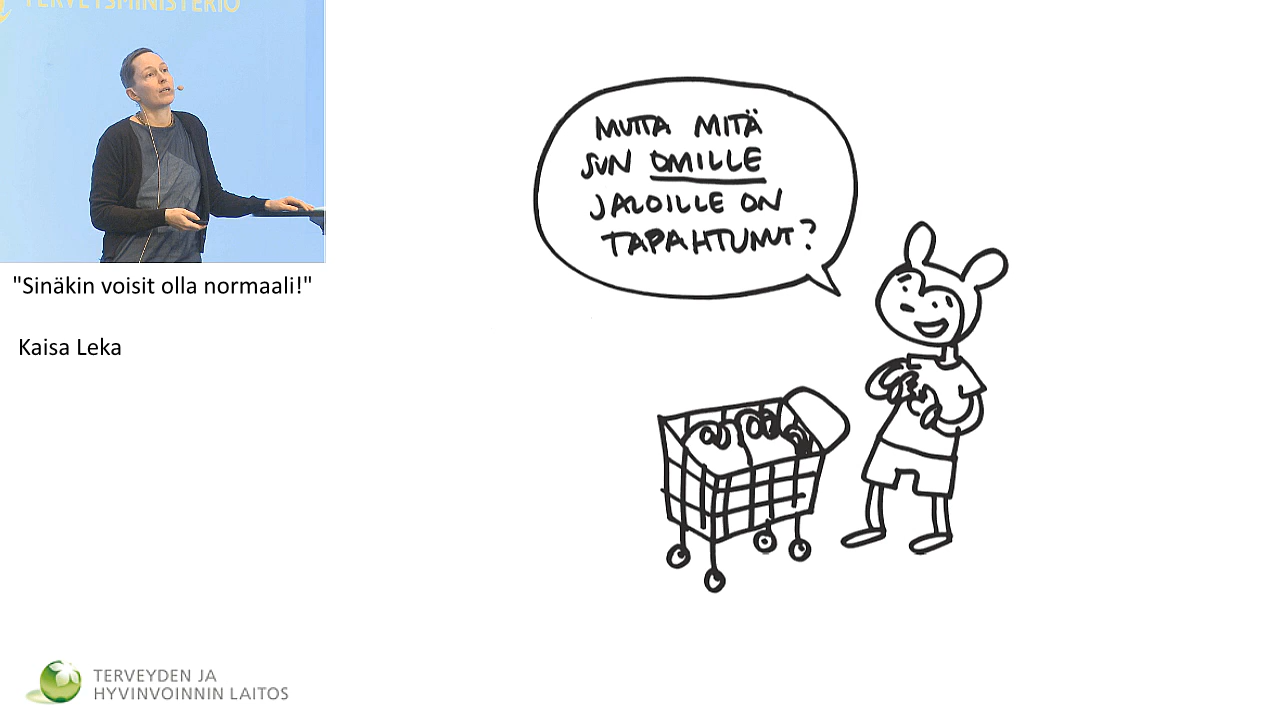 TERVEYSMINISTERIÖ
MUTTA MITÄ
SUN OMILLE
JALOILLE ON
TAPAHTUNUT?
"Sinäkin voisit olla normaali!"
Kaisa Leka
TERVEYDEN JA
HYVINVOINNIN LAITOS